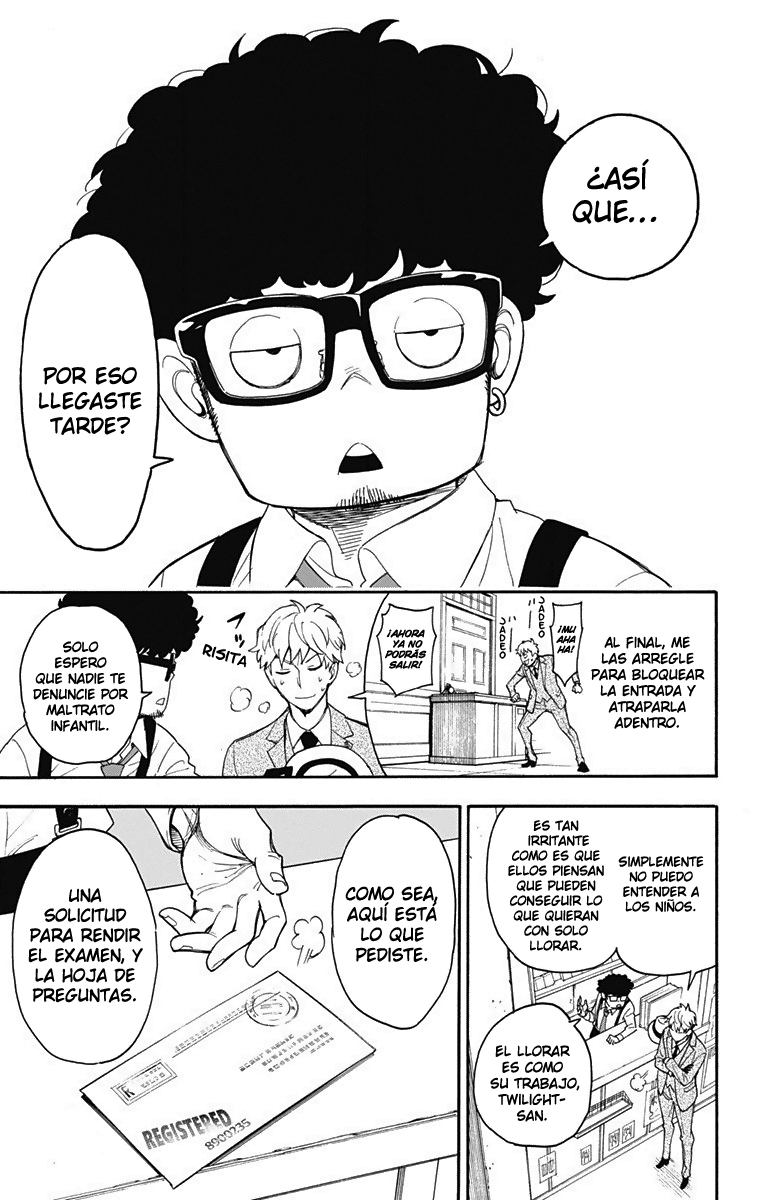 ¿ASÍ
QUE...
POR ESO
LLEGASTE
TARDE?
AL FINAL, ME
LAS ARREGLE
PARA BLOQUEAR
LA ENTRADA Y
ATRAPARLA
ADENTRO.
¡MU
AHA
HA!
JADEO
JADEO
¡AHORA
YA NO
PODRÁS
SALIR!
RISITA
SOLO
ESPERO
QUE NADIE TE
DENUNCIE POR
MALTRATO
INFANTIL.
SIMPLEMENTE
NO PUEDO
ENTENDER A
LOS NIÑOS.
ES TAN
IRRITANTE
COMO ES QUE
ELLOS PIENSAN
QUE PUEDEN
CONSEGUIR LO
QUE QUIERAN
CON SOLO
LLORAR.
EL LLORAR
ES COMO
SU TRABAJO,
TWILIGHT-
SAN.
COMO SEA,
AQUÍ ESTÁ
LO QUE
PEDISTE.
UNA
SOLICITUD
PARA RENDIR
EL EXAMEN, Y
LA HOJA DE
PREGUNTAS.
R
REGISTEPED
8900235